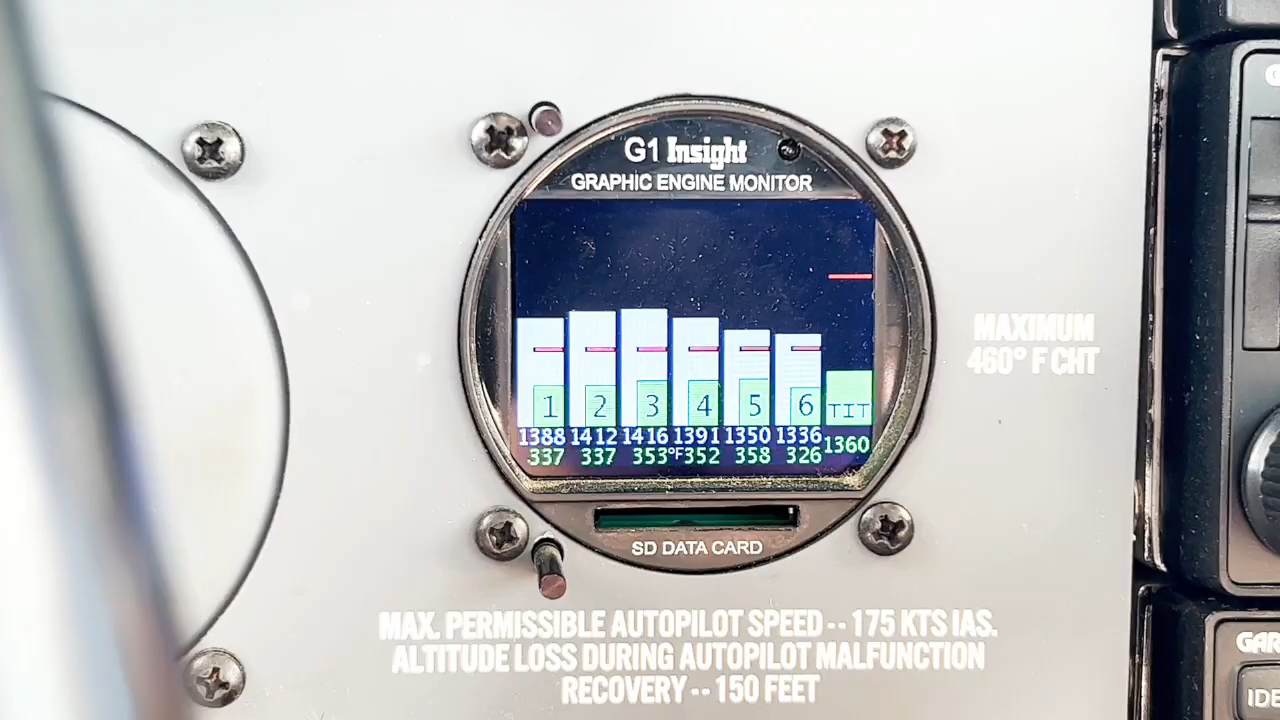 G1 Insight
GRAPHIC ENGINE MONITOR
1 2 3 4 5 6 TIT
1388 1412 1416 1391 1350 1336 1360
337 337 353°F352 358 326
SD DATA CARD
MAXIMUM
460° F CHT
MAX. PERMISSIBLE AUTOPILOT SPEED -- 175 KTS IAS.
ALTITUDE LOSS DURING AUTOPILOT MALFUNCTION
RECOVERY -- 150 FEET